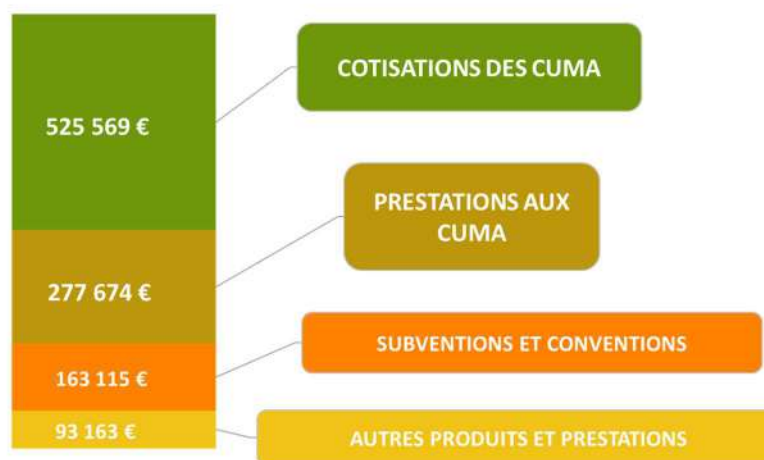 COTISATIONS DES CUMA
525 569 €
PRESTATIONS AUX
CUMA
277 674 €
SUBVENTIONS ET CONVENTIONS
163 115 €
93 163 €
AUTRES PRODUITS ET PRESTATIONS